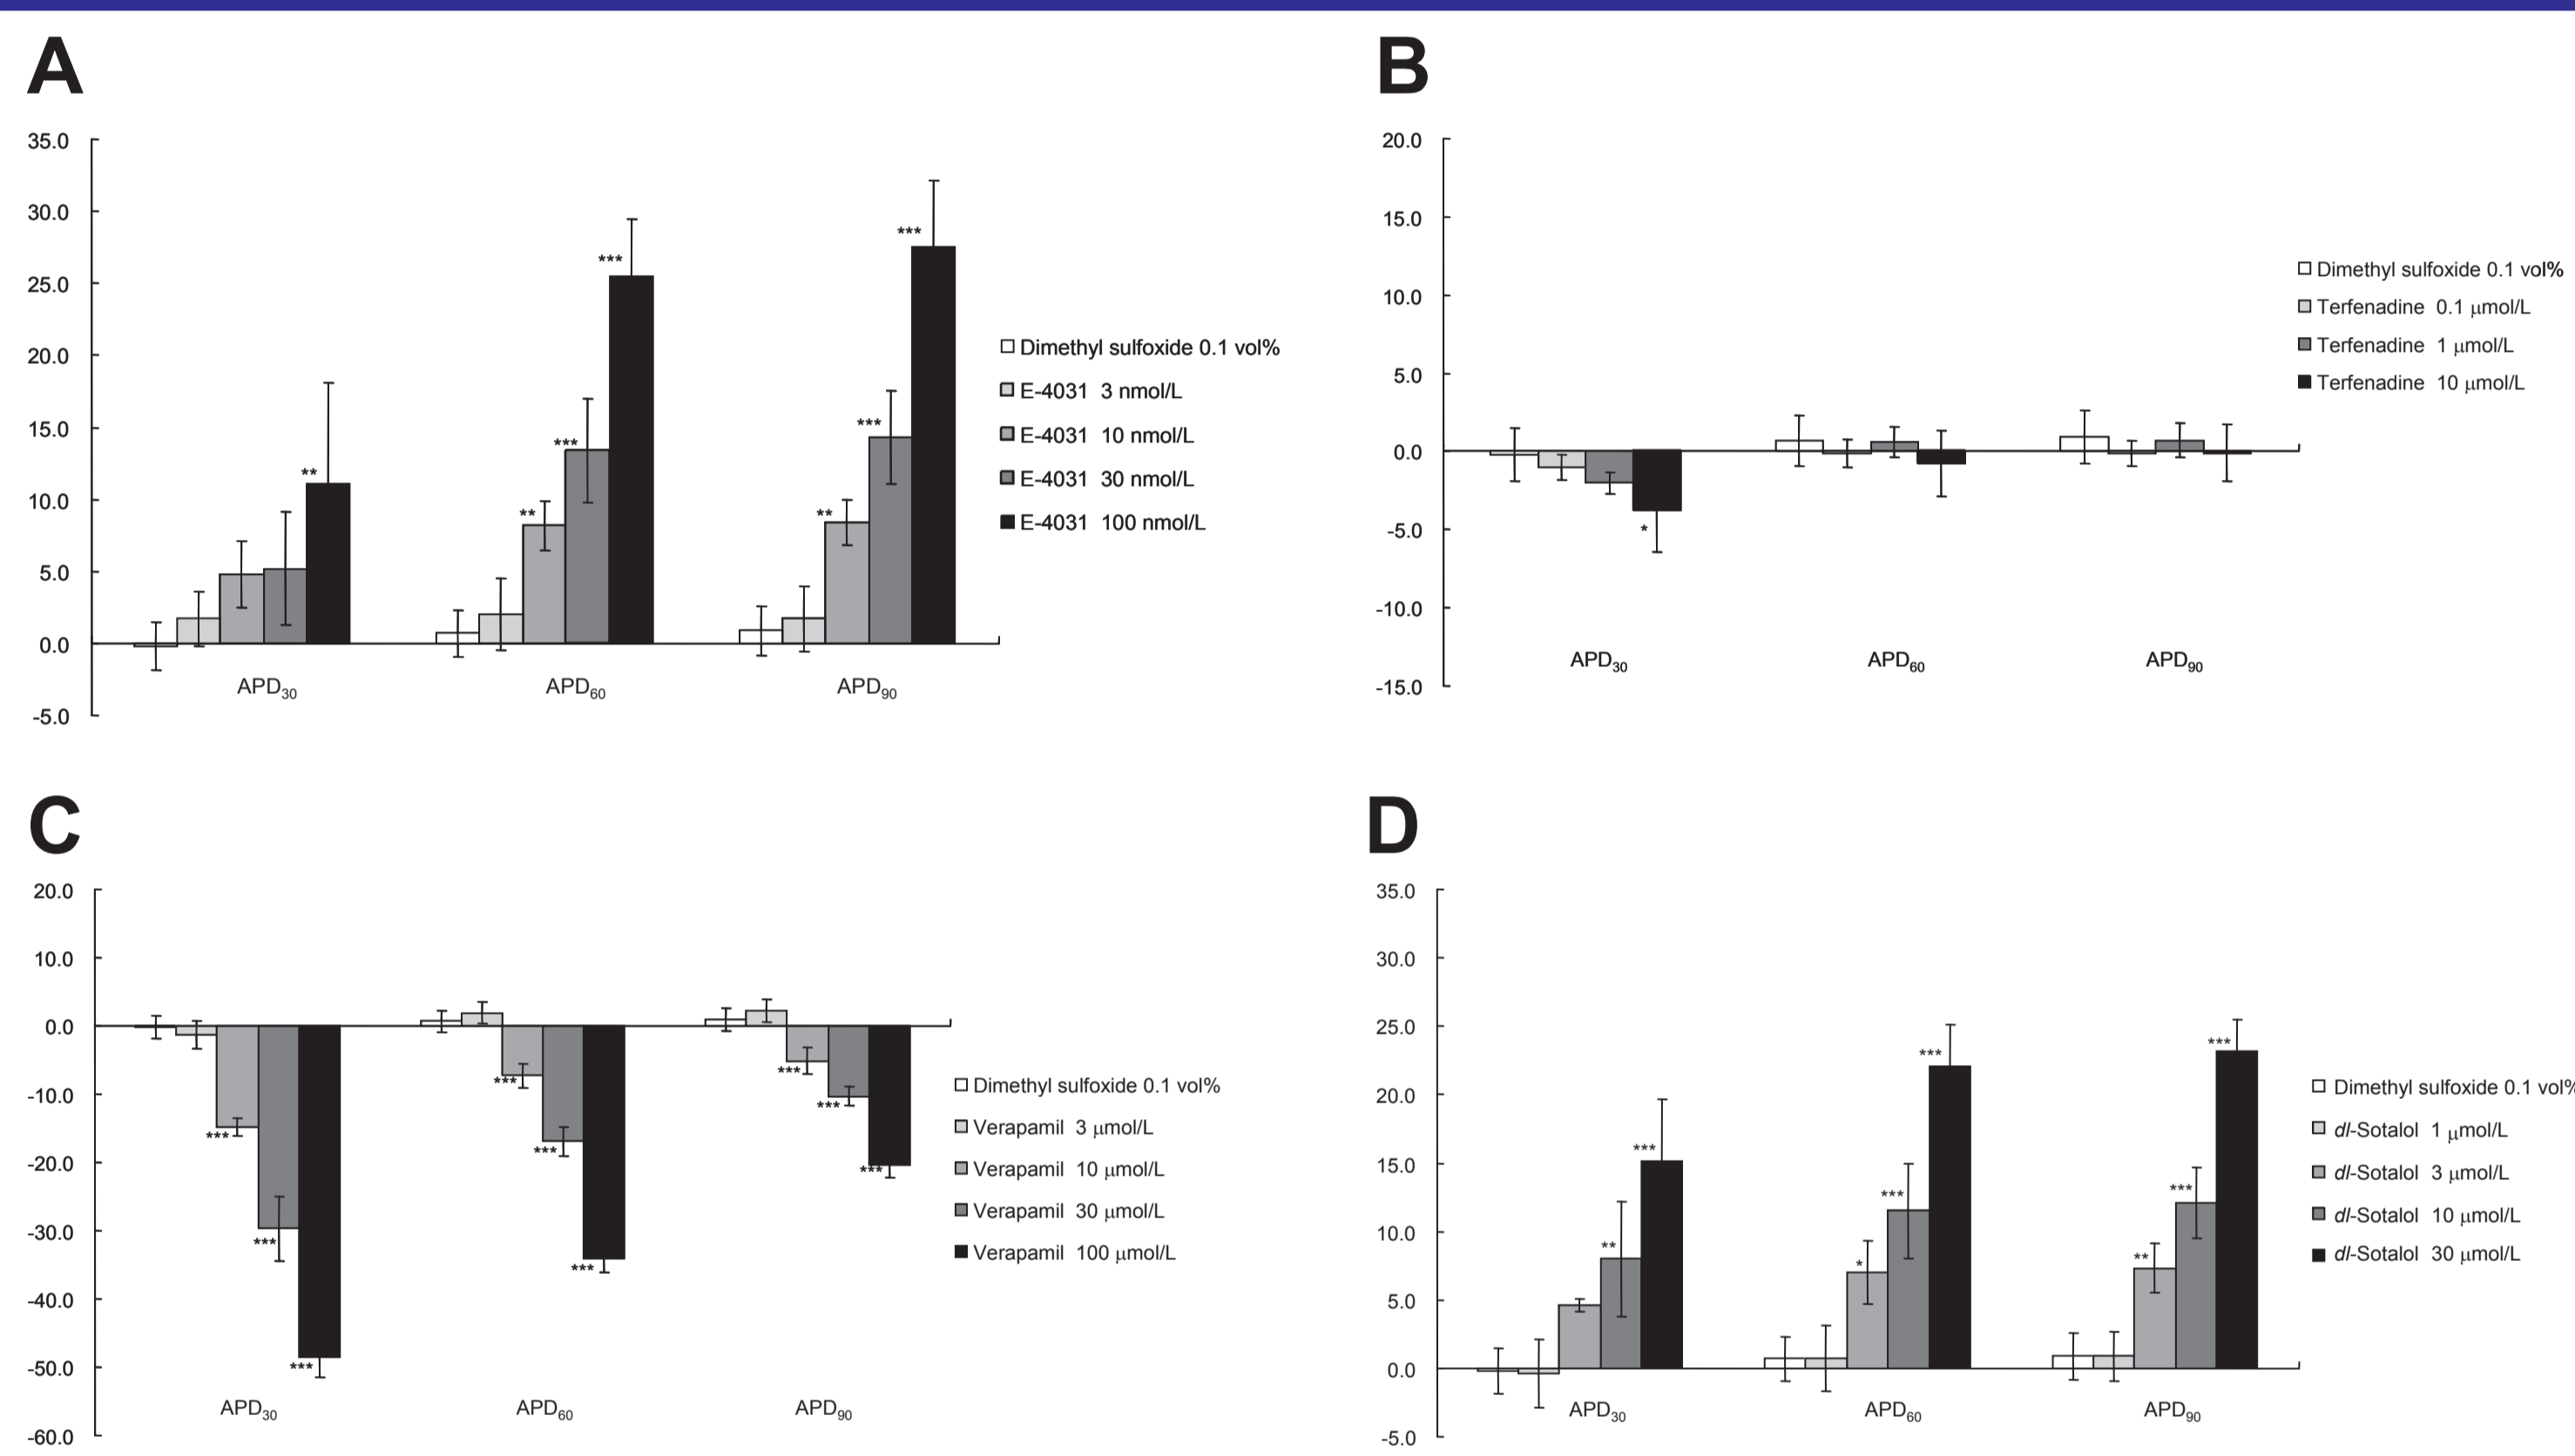 A
35.0
30.0
25.0
20.0
15.0
10.0
5.0
0.0
-5.0
**
**
***
***
**
***
***
APD30
APD60
APD90
Dimethyl sulfoxide 0.1 vol%
E-4031 3 nmol/L
E-4031 10 nmol/L
E-4031 30 nmol/L
E-4031 100 nmol/L
B
20.0
15.0
10.0
5.0
0.0
-5.0
-10.0
-15.0
*
APD30
APD60
APD90
Dimethyl sulfoxide 0.1 vol%
Terfenadine 0.1 µmol/L
Terfenadine 1 µmol/L
Terfenadine 10 µmol/L
C
20.0
10.0
0.0
-10.0
-20.0
-30.0
-40.0
-50.0
-60.0
***
***
***
***
***
***
***
***
***
APD30
APD60
APD90
Dimethyl sulfoxide 0.1 vol%
Verapamil 3 µmol/L
Verapamil 10 µmol/L
Verapamil 30 µmol/L
Verapamil 100 µmol/L
D
35.0
30.0
25.0
20.0
15.0
10.0
5.0
0.0
-5.0
**
***
*
***
***
**
***
***
APD30
APD60
APD90
Dimethyl sulfoxide 0.1 vol%
dl-Sotalol 1 µmol/L
dl-Sotalol 3 µmol/L
dl-Sotalol 10 µmol/L
dl-Sotalol 30 µmol/L